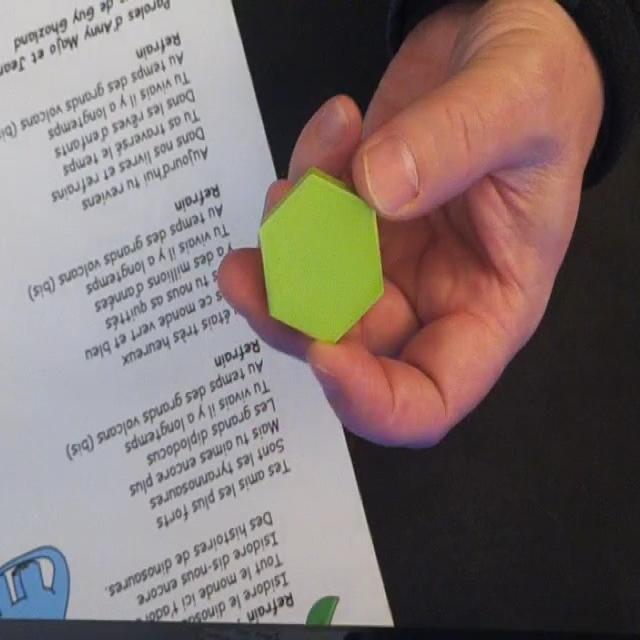 Refrain
Isidore le dinos
Tout le monde ici t'ador
Isidore dis-nous encore
Des histoires de dinosaures.
Tes amis les plus forts
Sont les tyrannosaures
Mais tu aimes encore plus
Les grands diplodocus
Tu vivais il y a longtemps
Au temps des grands volcans (bis)
Refrain
étais très heureux
ce monde vert et bleu
tu nous as quittés
a des millions d'années
Tu vivais il y a longtemps
Au temps des grands volcans (bis)
Refrain
Aujourd'hui tu reviens
Dans nos livres et refrains
Tu as traversé le temps
Dans les rêves d'enfants
Tu vivais il y a longtemps
Au temps des grands volcans (bis)
Refrain
Paroles d'Anny Majo et Jean
de Guy Ghozland